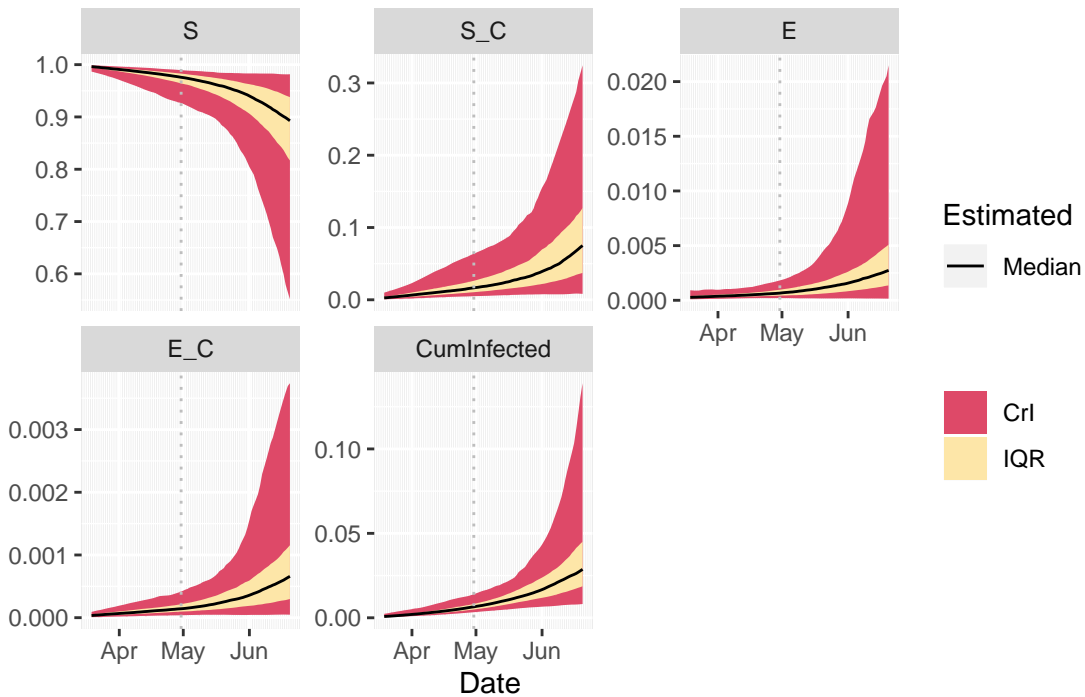 S
S_C
E
1.0
0.9
0.8
0.7
0.6
0.3
0.2
0.1
0.0
0.020
0.015
0.010
0.005
0.000
Apr May Jun
Estimated
Median
E_C
CumInfected
0.003
0.002
0.001
0.000
0.10
0.05
0.00
CrI
IQR
Apr May Jun
Apr May Jun
Date